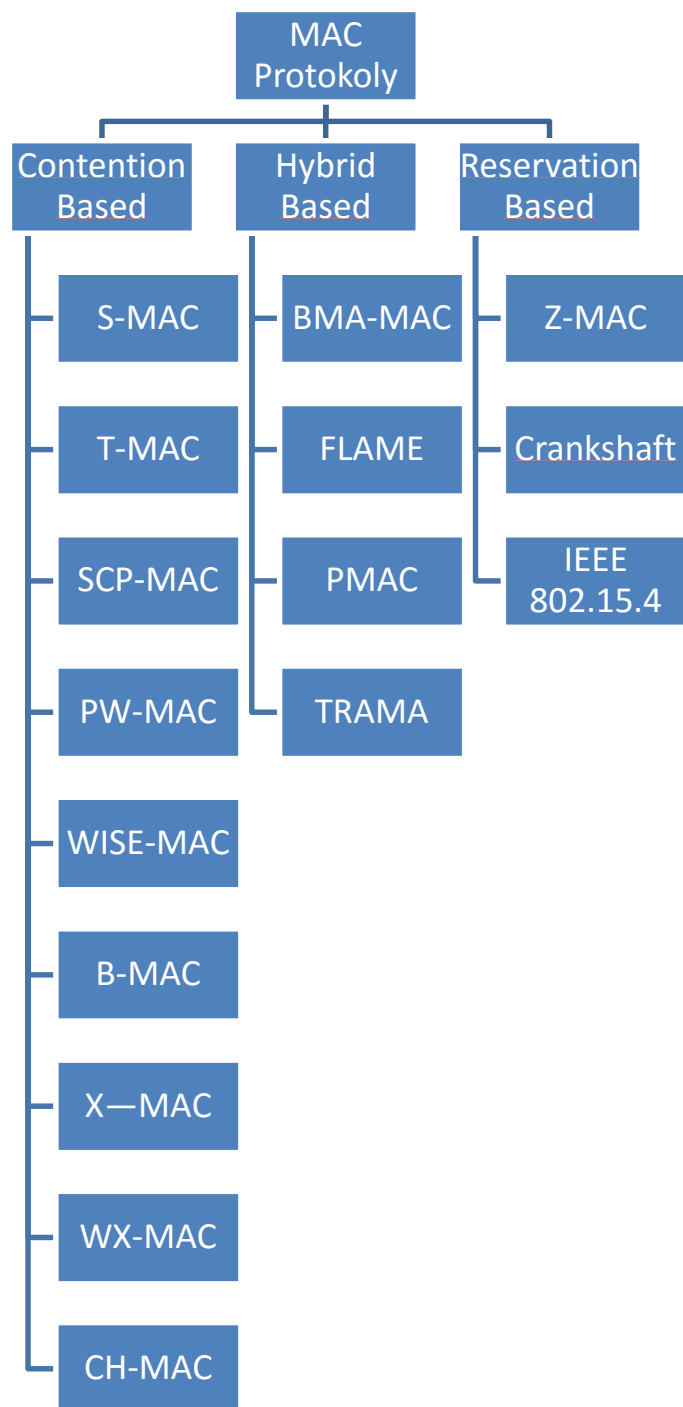 MAC
Protokoly
Contention
Based
Hybrid
Based
Reservation
Based
S-MAC
T-MAC
SCP-MAC
PW-MAC
WISE-MAC
B-MAC
X—MAC
WX-MAC
CH-MAC
BMA-MAC
FLAME
PMAC
TRAMA
Z-MAC
Crankshaft
IEEE
802.15.4